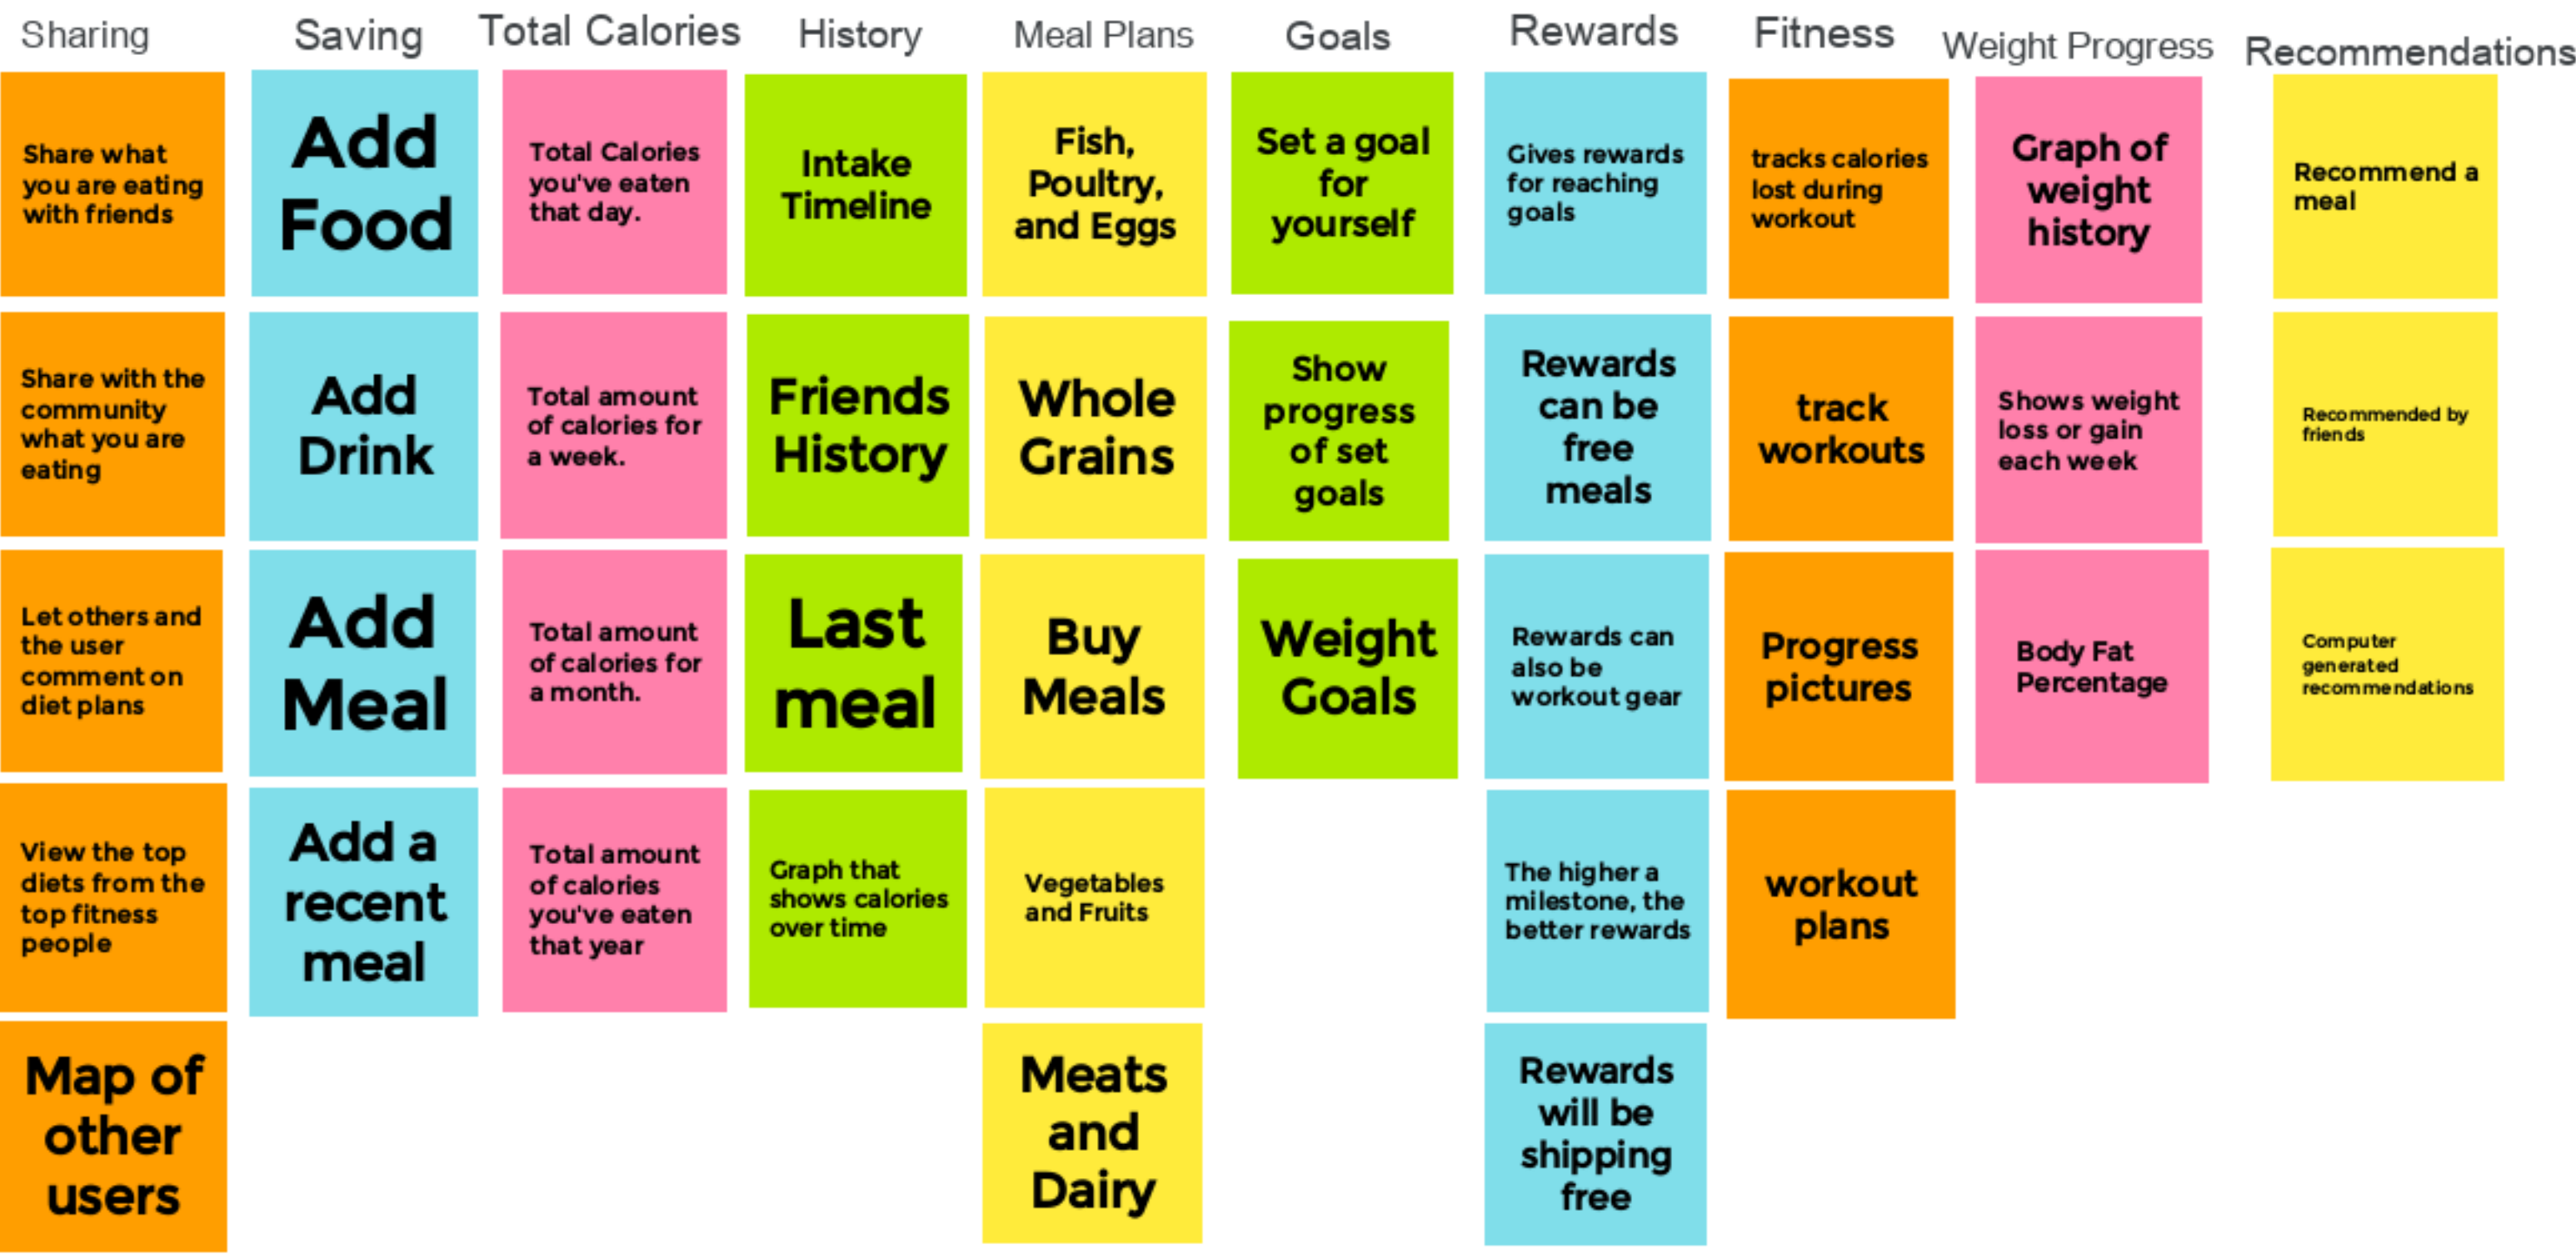 Sharing
Saving
Total Calories
History
Meal Plans
Goals
Rewards
Fitness
Weight Progress
Recommendations
Share what
you are eating
with friends
Add
Food
Total Calories
you've eaten
that day.
Intake
Timeline
Fish,
Poultry,
and Eggs
Set a goal
for
yourself
Gives rewards
for reaching
goals
tracks calories
lost during
workout
Graph of
weight
history
Recommend a
meal
Share with the
community
what you are
eating
Add
Drink
Total amount
of calories for
a week.
Friends
History
Whole
Grains
Show
progress
of set
goals
Rewards
can be
free
meals
track
workouts
Shows weight
loss or gain
each week
Recommended by
friends
Let others and
the user
comment on
diet plans
Add
Meal
Total amount
of calories for
a month.
Last
meal
Buy
Meals
Weight
Goals
Rewards can
also be
workout gear
Progress
pictures
Body Fat
Percentage
Computer
generated
recommendations
View the top
diets from the
top fitness
people
Add a
recent
meal
Total amount
of calories
you've eaten
that year
Graph that
shows calories
over time
Vegetables
and Fruits
The higher a
milestone, the
better rewards
workout
plans
Map of
other
users
Meats
and
Dairy
Rewards
will be
shipping
free